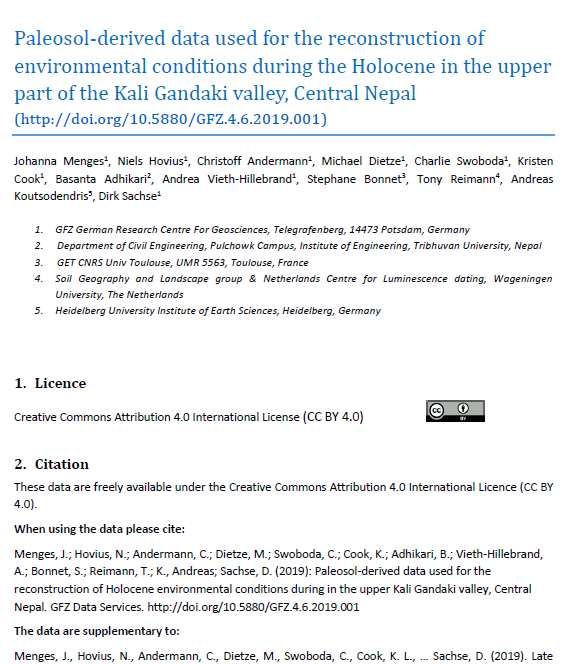 Paleosol-derived data used for the reconstruction of
environmental conditions during the Holocene in the upper
part of the Kali Gandaki valley, Central Nepal
(http://doi.org/10.5880/GFZ.4.6.2019.001)
Johanna Menges¹, Niels Hovius¹, Christoff Andermann¹, Michael Dietze¹, Charlie Swoboda¹, Kristen
Cook¹, Basanta Adhikari², Andrea Vieth-Hillebrand¹, Stephane Bonnet³, Tony Reimann⁴, Andreas
Koutsodendris⁵, Dirk Sachse¹
1. GFZ German Research Centre For Geosciences, Telegrafenberg, 14473 Potsdam, Germany
2. Department of Civil Engineering, Pulchowk Campus, Institute of Engineering, Tribhuvan University, Nepal
3. GET CNRS Univ Toulouse, UMR 5563, Toulouse, France
4. Soil Geography and Landscape group & Netherlands Centre for Luminescence dating, Wageningen
University, The Netherlands
5. Heidelberg University Institute of Earth Sciences, Heidelberg, Germany
1. Licence
Creative Commons Attribution 4.0 International License (CC BY 4.0)
cc BY
2. Citation
These data are freely available under the Creative Commons Attribution 4.0 International Licence (CC BY
4.0).
When using the data please cite:
Menges, J.; Hovius, N.; Andermann, C.; Dietze, M.; Swoboda, C.; Cook, K.; Adhikari, B.; Vieth-Hillebrand,
A.; Bonnet, S.; Reimann, T.; K., Andreas; Sachse, D. (2019): Paleosol-derived data used for the
reconstruction of Holocene environmental conditions during in the upper Kali Gandaki valley, Central
Nepal. GFZ Data Services. http://doi.org/10.5880/GFZ.4.6.2019.001
The data are supplementary to:
Menges, J., Hovius, N., Andermann, C., Dietze, M., Swoboda, C., Cook, K. L., … Sachse, D. (2019). Late